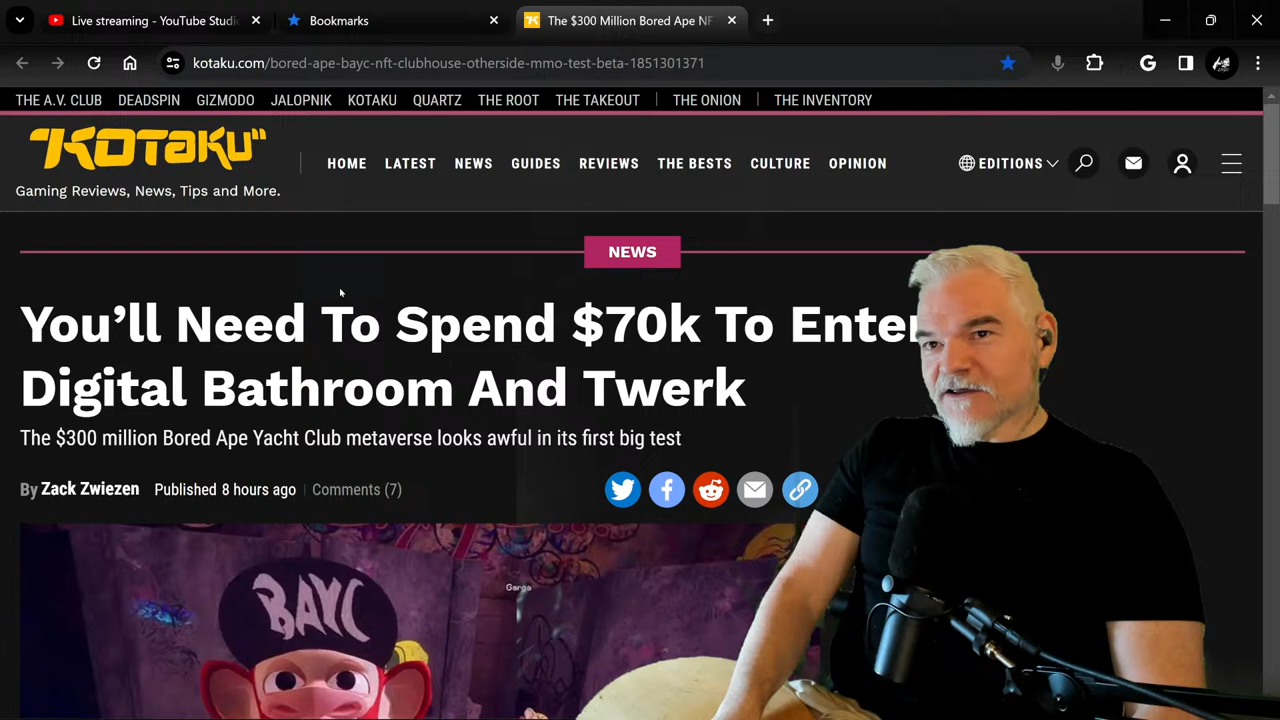 Live streaming - YouTube Studi
Bookmarks
The $300 Million Bored Ape NF
kotaku.com/bored-ape-bayc-nft-clubhouse-otherside-mmo-test-beta-1851301371
THE A.V. CLUB DEADSPIN GIZMODO JALOPNIK KOTAKU QUARTZ THE ROOT THE TAKEOUT THE ONION THE INVENTORY
"KOTaKU"
HOME LATEST NEWS GUIDES REVIEWS THE BESTS CULTURE OPINION EDITIONS
Gaming Reviews, News, Tips and More.
NEWS
You'll Need To Spend $70k To Enter
Digital Bathroom And Twerk
The $300 million Bored Ape Yacht Club metaverse looks awful in its first big test
By Zack Zwiezen Published 8 hours ago Comments (7)
Garga
BAYC